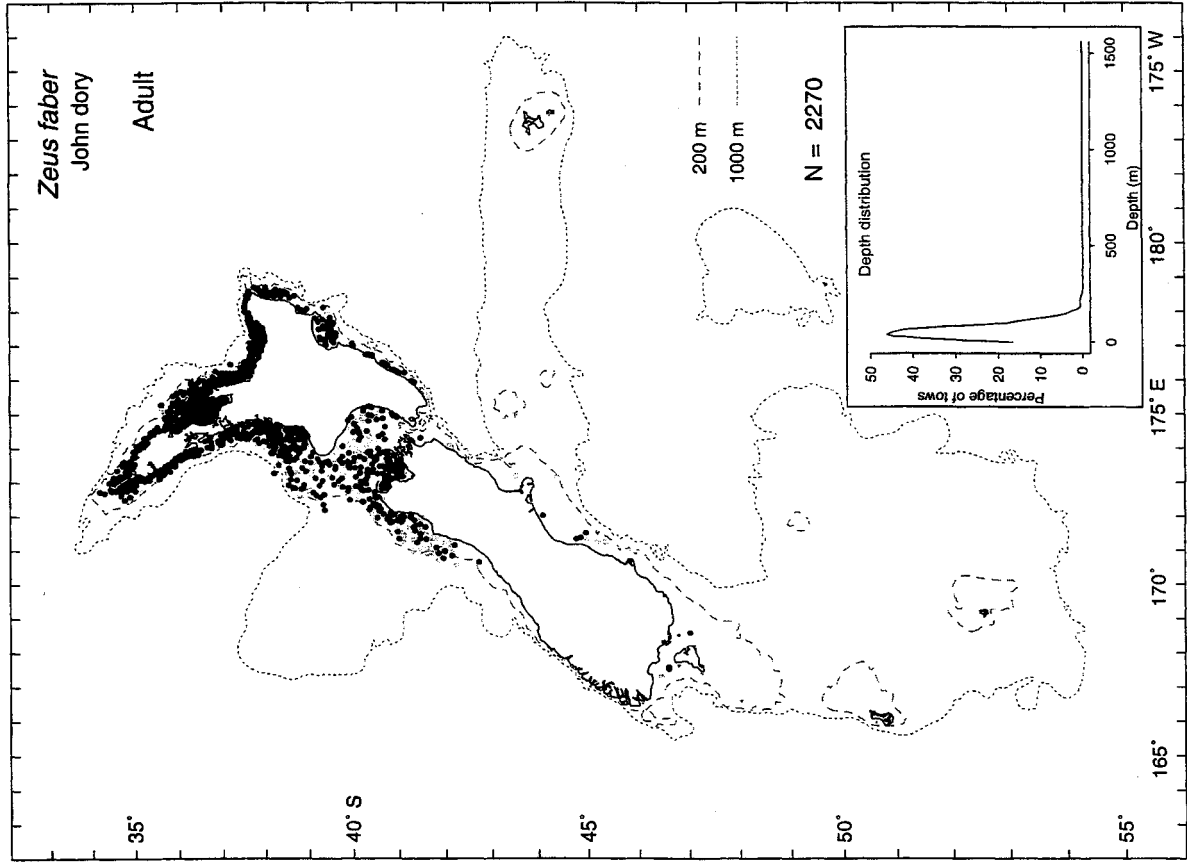 Zeus faber
John dory
Adult
35°
40° S
45°
50°
55°
165°
170°
175° E
180°
175° W
200 m
1000 m
N = 2270
Depth distribution
Percentage of tows
50
40
30
20
10
0
0
500
1000
1500
Depth (m)